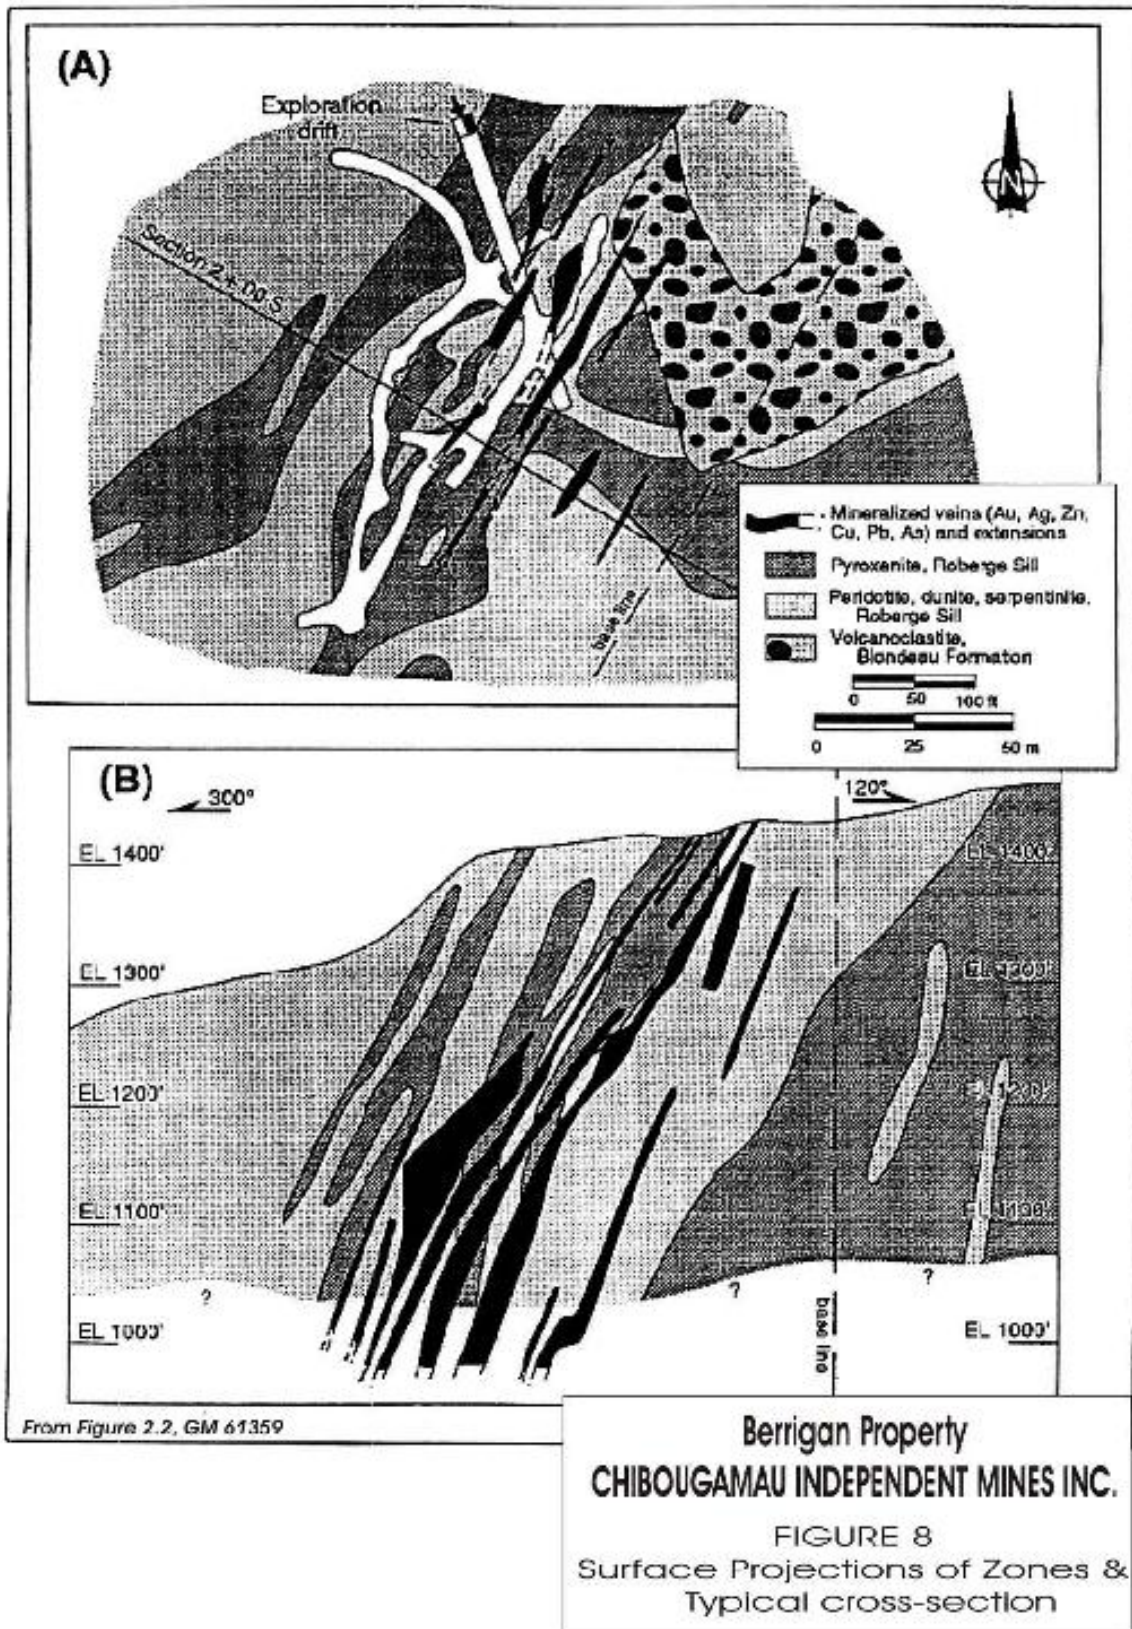 (A)
Exploration
drift
N
Section 2+00 S
base line
Mineralized veins (Au, Ag, Zn,
Cu, Pb, As) and extensions
Pyroxenite, Roberge Sill
Peridotite, dunite, serpentinite,
Roberge Sill
Volcanoclastite,
Blondeau Formation
0 50 100 ft
0 25 50 m
(B)
300°
120°
EL 1400'
EL 1400'
EL 1300'
EL 1300'
EL 1200'
EL 1200'
EL 1100'
EL 1100'
? ? ?
EL 1000'
EL 1000'
base line
From Figure 2.2, GM 61359
Berrigan Property
CHIBOUGAMAU INDEPENDENT MINES INC.
FIGURE 8
Surface Projections of Zones &
Typical cross-section